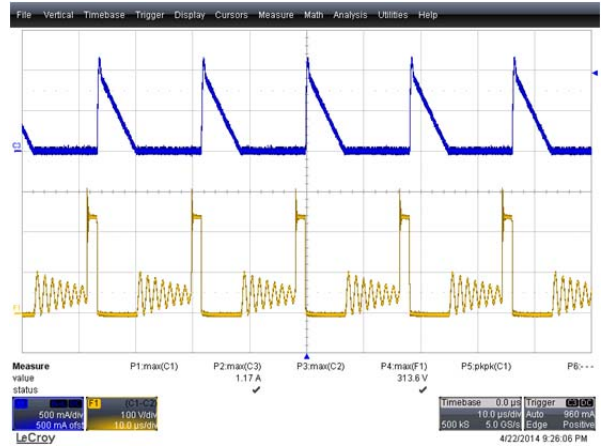 File Vertical Timebase Trigger Display Cursors Measure Math Analysis Utilities Help
C3
F1
Measure P1:max(C1) P2:max(C3) P3:max(C2) P4:max(F1) P5:pkpk(C1) P6:- - -
value 1.17 A 313.6 V
status
F1 (C1-C2)
500 mA/div 100 V/div
500 mA ofst 10.0 µs/div
Timebase 0.0 µs Trigger C3 DC
10.0 µs/div Auto 960 mA
500 kS 5.0 GS/s Edge Positive
LeCroy 4/22/2014 9:26:06 PM